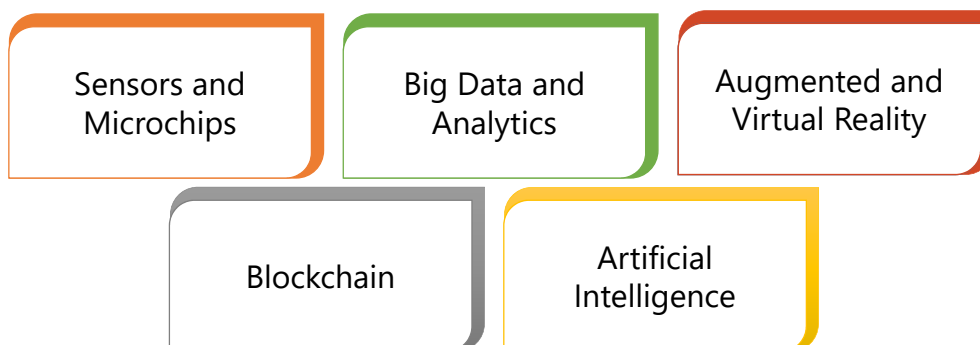 Sensors and
Microchips
Big Data and
Analytics
Augmented and
Virtual Reality
Blockchain
Artificial
Intelligence